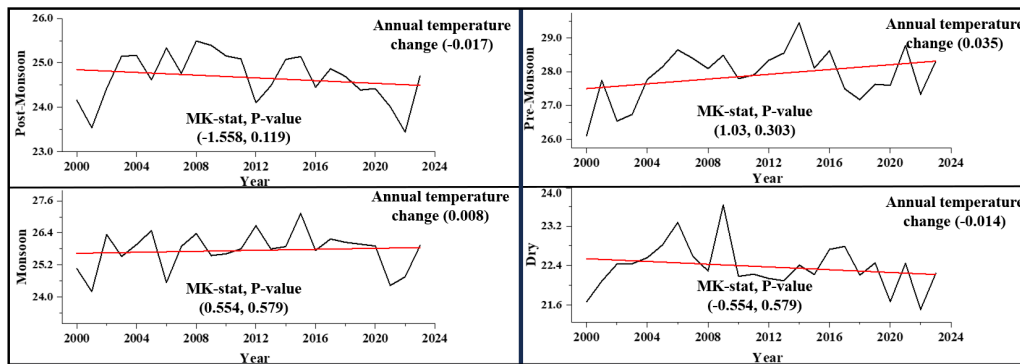 Annual temperature
change (-0.017)
26.0
25.0
24.0
23.0
Post-Monsoon
MK-stat, P-value
(-1.558, 0.119)
2000 2004 2008 2012 2016 2020 2024
Year
Annual temperature
change (0.035)
29.0
28.0
27.0
26.0
Pre-Monsoon
MK-stat, P-value
(1.03, 0.303)
2000 2004 2008 2012 2016 2020 2024
Year
Annual temperature
change (0.008)
27.6
26.4
25.2
24.0
Monsoon
MK-stat, P-value
(0.554, 0.579)
2000 2004 2008 2012 2016 2020 2024
Year
Annual temperature
change (-0.014)
24.0
23.2
22.4
21.6
Dry
MK-stat, P-value
(-0.554, 0.579)
2000 2004 2008 2012 2016 2020 2024
Year